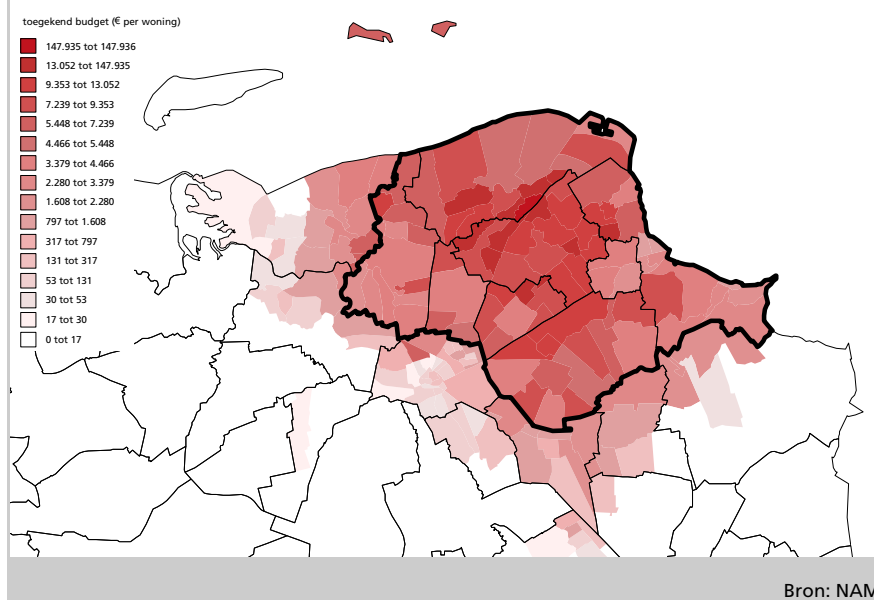 toegekend budget (€ per woning)
147.935 tot 147.936
13.052 tot 147.935
9.353 tot 13.052
7.239 tot 9.353
5.448 tot 7.239
4.466 tot 5.448
3.379 tot 4.466
2.280 tot 3.379
1.608 tot 2.280
797 tot 1.608
317 tot 797
131 tot 317
53 tot 131
30 tot 53
17 tot 30
0 tot 17
Bron: NAM